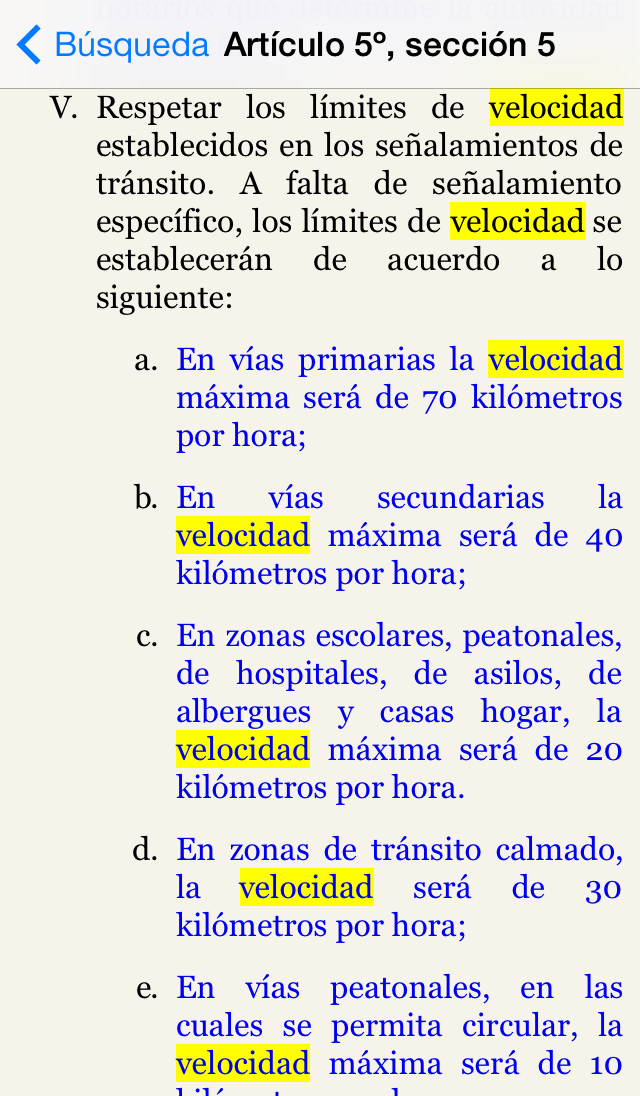 Búsqueda Artículo 5º, sección 5
V. Respetar los límites de velocidad
establecidos en los señalamientos de
tránsito. A falta de señalamiento
específico, los límites de velocidad se
establecerán de acuerdo a lo
siguiente:
a. En vías primarias la velocidad
máxima será de 70 kilómetros
por hora;
b. En vías secundarias la
velocidad máxima será de 40
kilómetros por hora;
c. En zonas escolares, peatonales,
de hospitales, de asilos, de
albergues y casas hogar, la
velocidad máxima será de 20
kilómetros por hora.
d. En zonas de tránsito calmado,
la velocidad será de 30
kilómetros por hora;
e. En vías peatonales, en las
cuales se permita circular, la
velocidad máxima será de 10